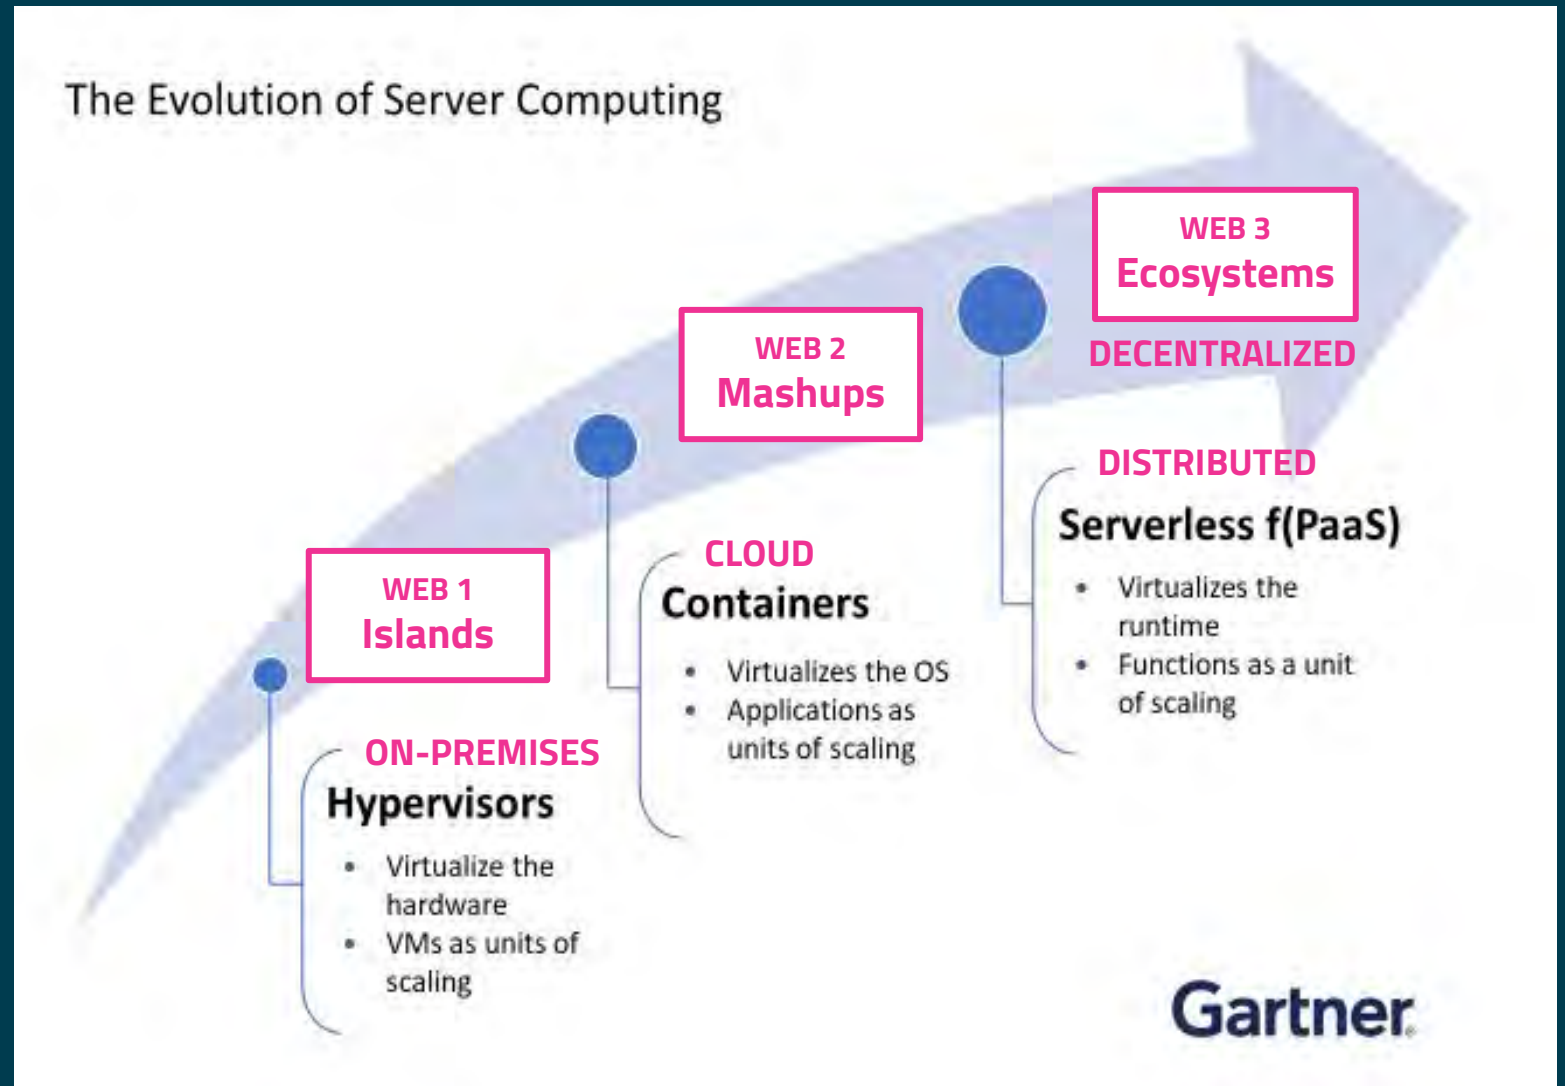 The Evolution of Server Computing
WEB 1
Islands
ON-PREMISES
Hypervisors
• Virtualize the
hardware
• VMs as units of
scaling
WEB 2
Mashups
CLOUD
Containers
• Virtualizes the OS
• Applications as
units of scaling
WEB 3
Ecosystems
DECENTRALIZED
DISTRIBUTED
Serverless f(PaaS)
• Virtualizes the
runtime
• Functions as a unit
of scaling
Gartner®